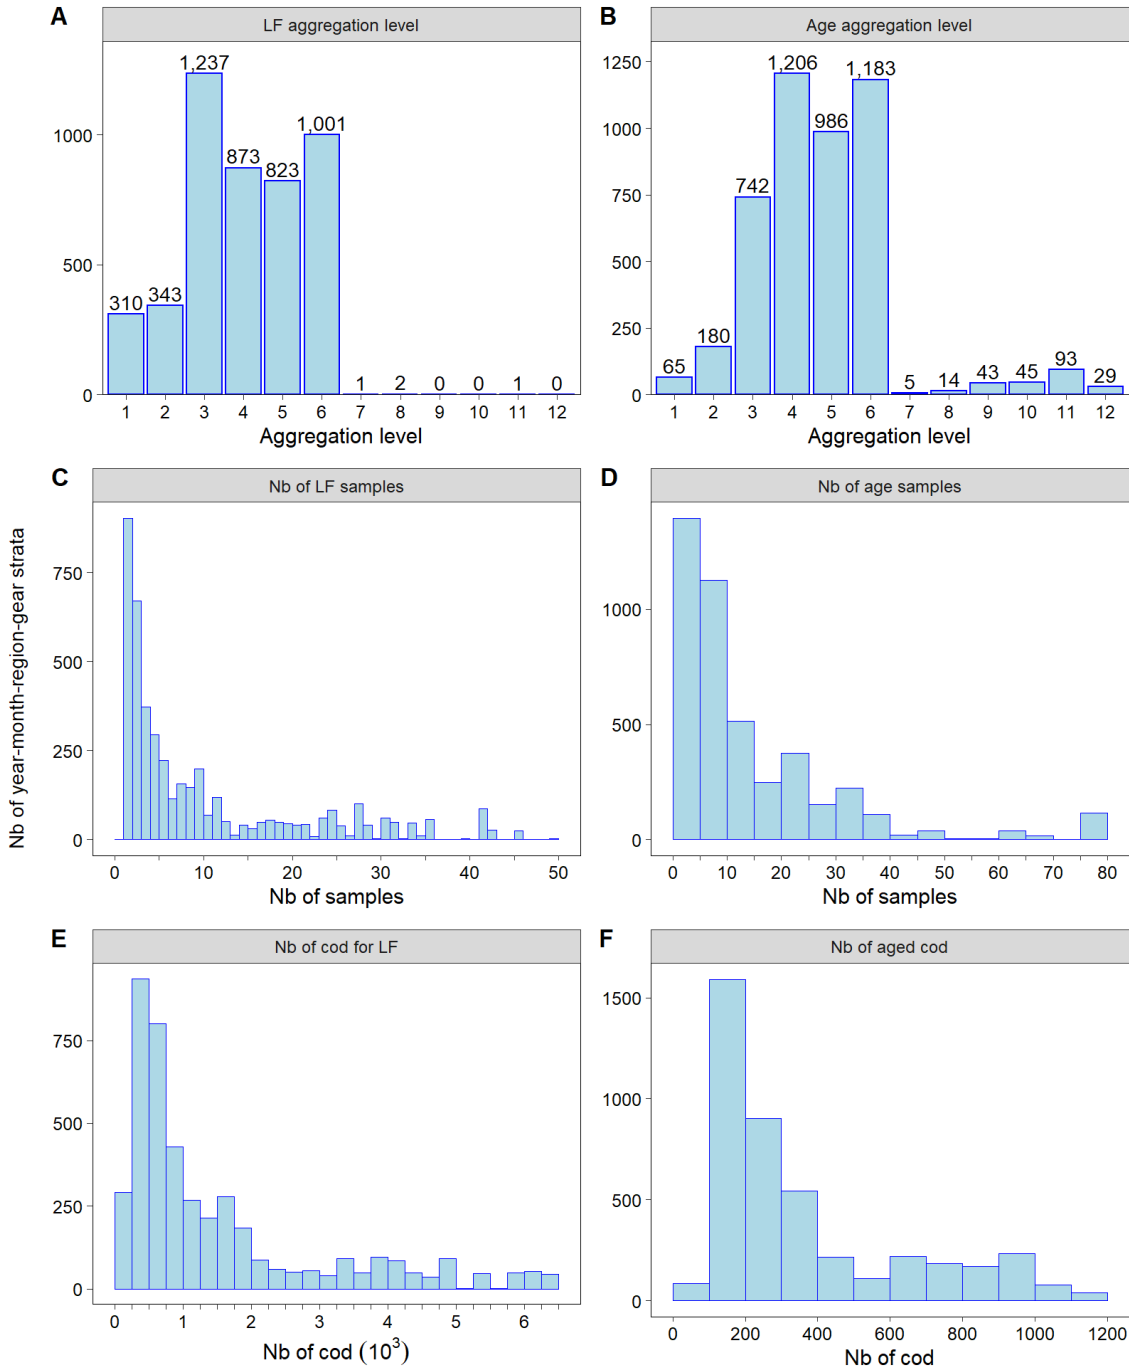 A
LF aggregation level
1,237
1,001
873
823
310
343
1
2
0
0
1
0
1000
500
0
1 2 3 4 5 6 7 8 9 10 11 12
Aggregation level
B
Age aggregation level
1,206
1,183
986
742
180
65
5
14
43
45
93
29
1250
1000
750
500
250
0
1 2 3 4 5 6 7 8 9 10 11 12
Aggregation level
Nb of year-month-region-gear strata
C
Nb of LF samples
750
500
250
0
0 10 20 30 40 50
Nb of samples
D
Nb of age samples
1000
500
0
0 10 20 30 40 50 60 70 80
Nb of samples
E
Nb of cod for LF
750
500
250
0
0 1 2 3 4 5 6
Nb of cod (10³)
F
Nb of aged cod
1500
1000
500
0
0 200 400 600 800 1000 1200
Nb of cod